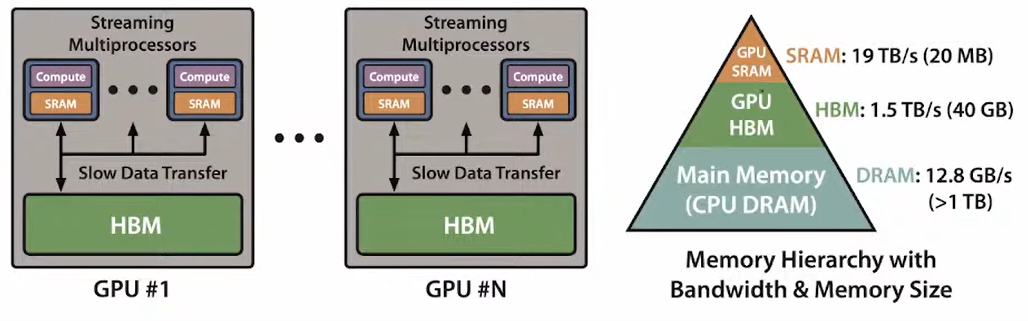 Streaming
Multiprocessors
Compute
SRAM
Compute
SRAM
Slow Data Transfer
HBM
GPU #1
Streaming
Multiprocessors
Compute
SRAM
Compute
SRAM
Slow Data Transfer
HBM
GPU #N
GPU
SRAM
SRAM: 19 TB/s (20 MB)
GPU
HBM
HBM: 1.5 TB/s (40 GB)
Main Memory
(CPU DRAM)
DRAM: 12.8 GB/s
(>1 TB)
Memory Hierarchy with
Bandwidth & Memory Size